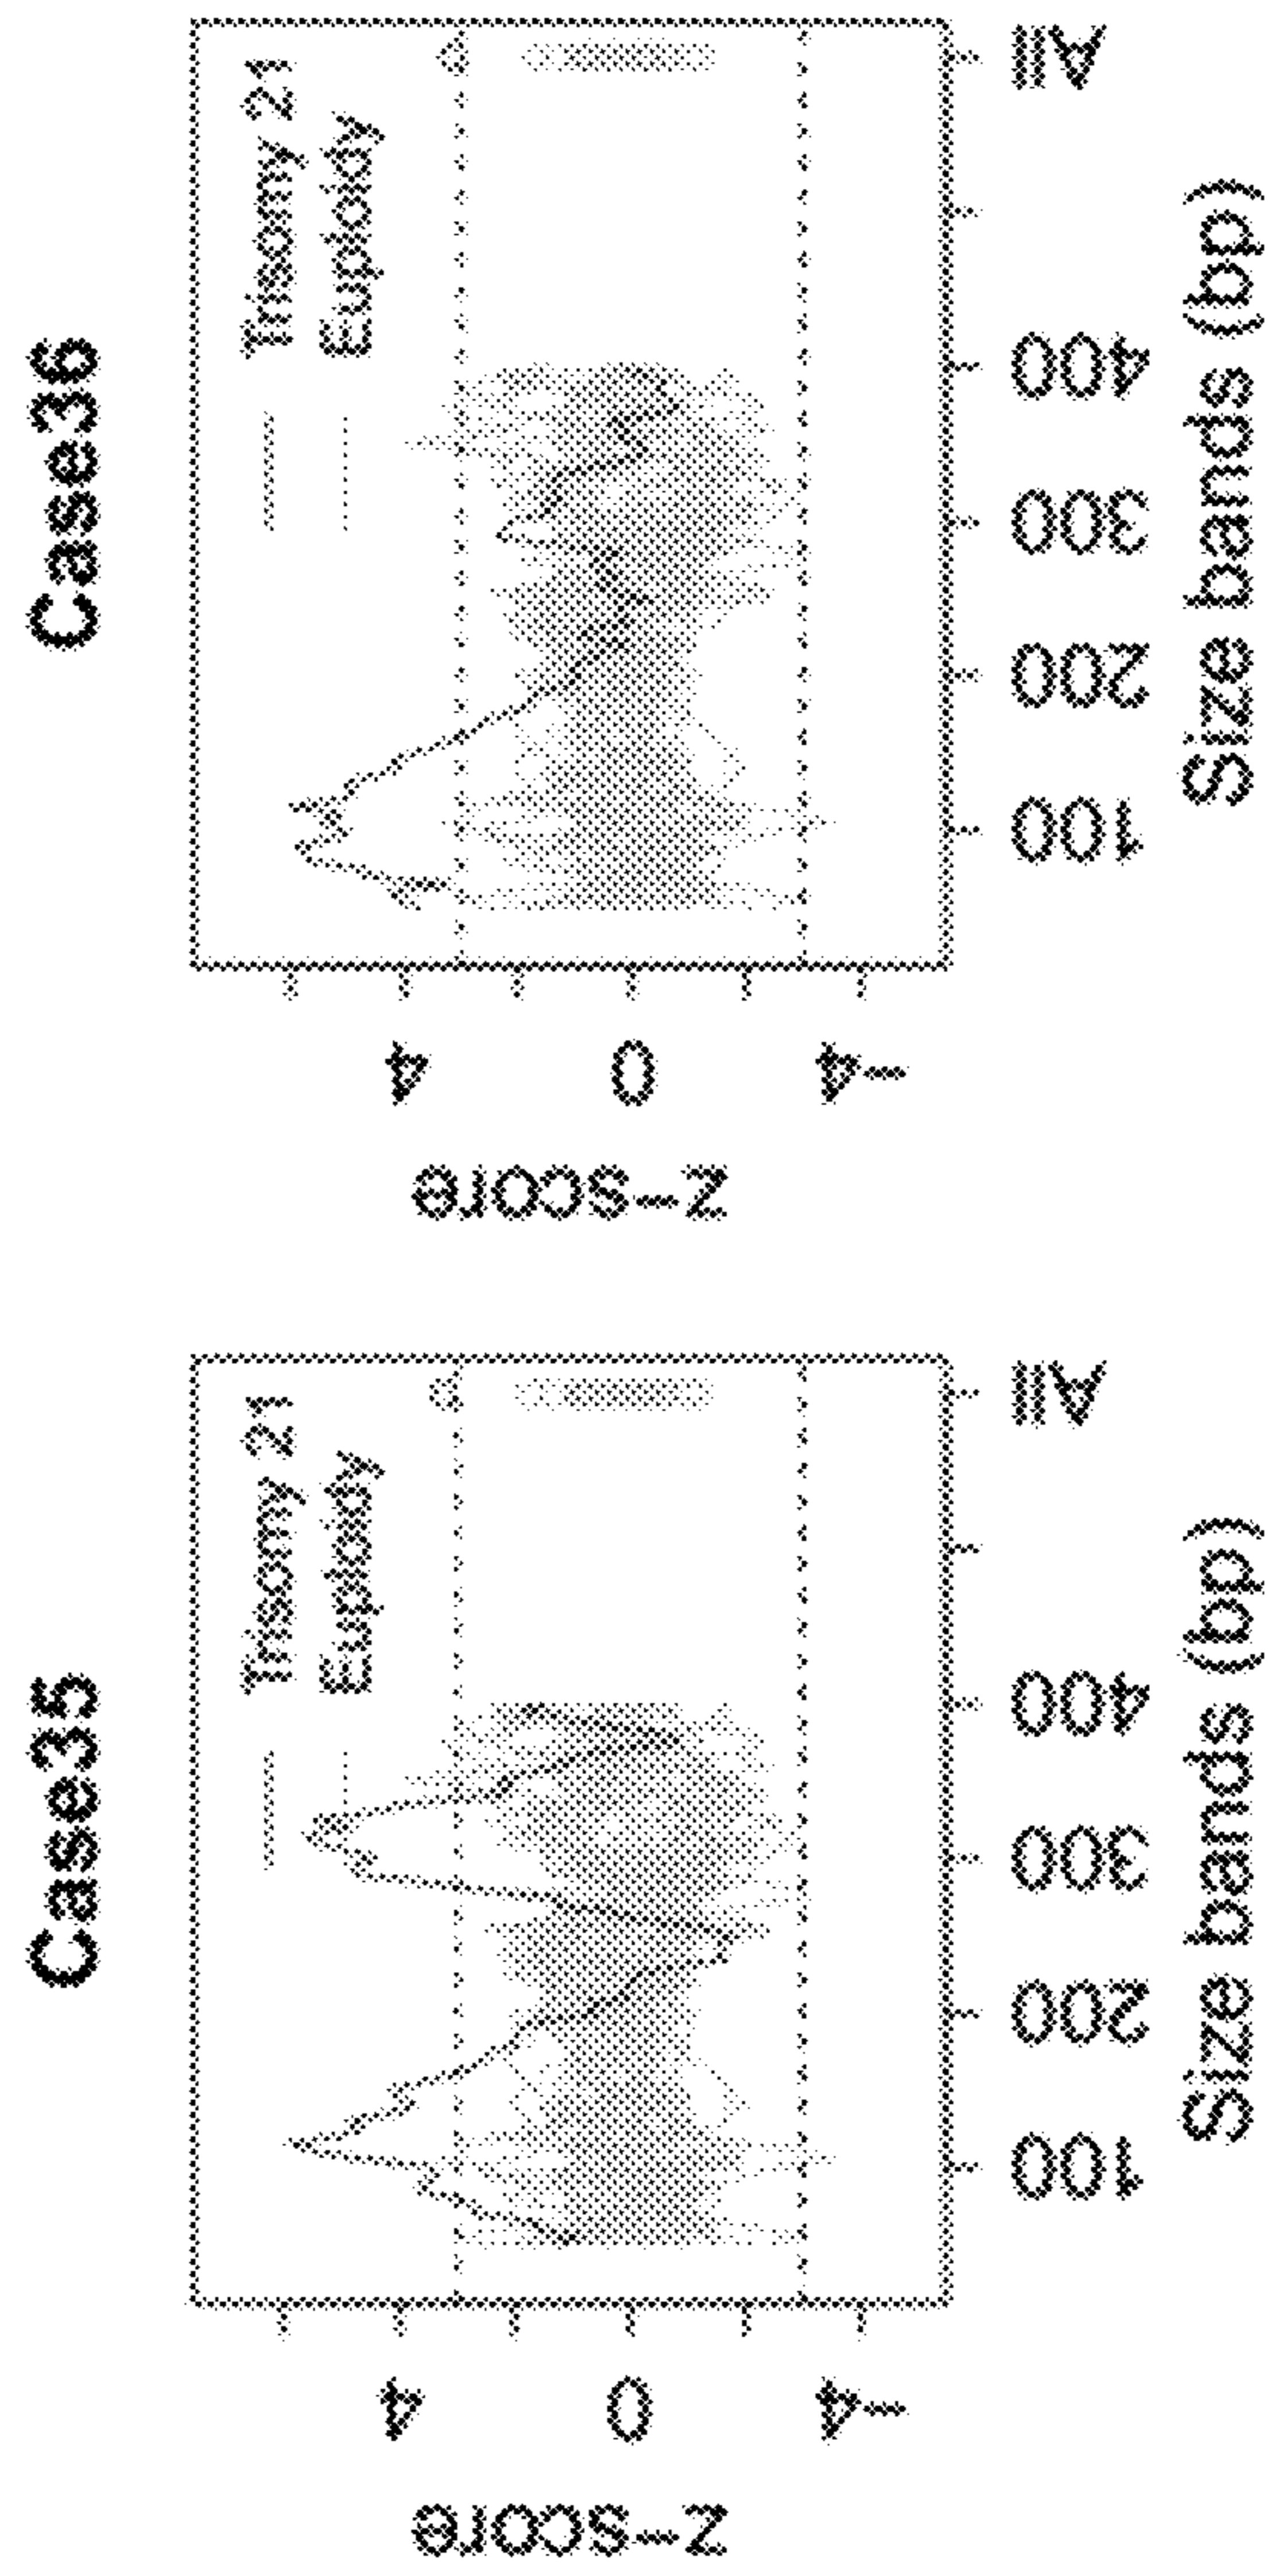 Case35
Trisomy 21
Euploidy
z-score
4
0
-4
100
200
300
400
All
Size bands (bp)
Case36
Trisomy 21
Euploidy
z-score
4
0
-4
100
200
300
400
All
Size bands (bp)